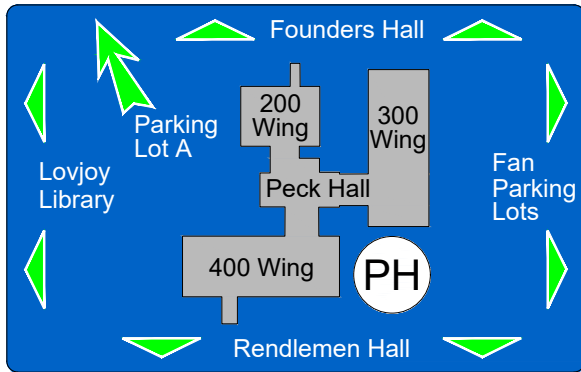 Founders Hall
Parking
Lot A
200
Wing
300
Wing
Lovjoy
Library
Peck Hall
Fan
Parking
Lots
400 Wing
PH
Rendlemen Hall